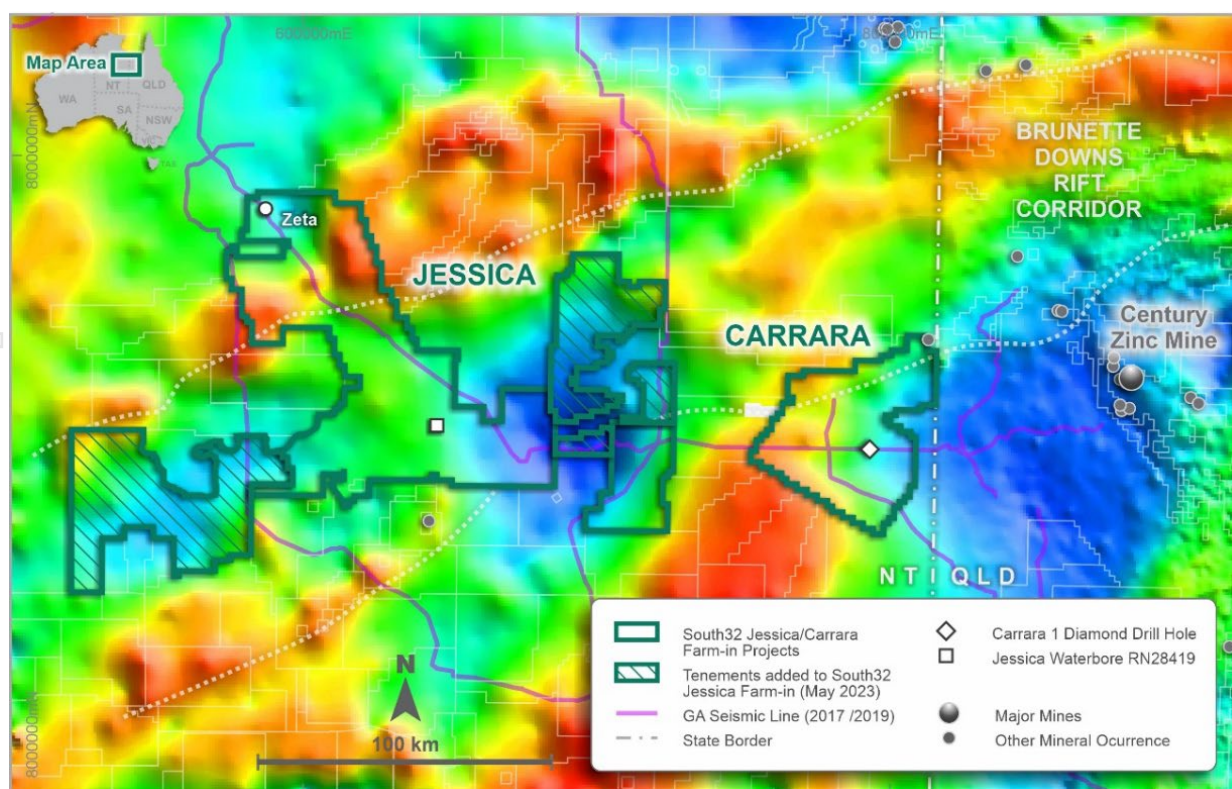 600000mE
800000mE
Map Area
NT
QLD
WA
SA
NSW
VIC
TAS
8000000mN
BRUNETTE
DOWNS
RIFT
CORRIDOR
Zeta
JESSICA
CARRARA
Century
Zinc Mine
NT QLD
South32 Jessica/Carrara
Farm-in Projects
Tenements added to South32
Jessica Farm-in (May 2023)
GA Seismic Line (2017 /2019)
State Border
Carrara 1 Diamond Drill Hole
Jessica Waterbore RN28419
Major Mines
Other Mineral Ocurrence
N
100 km
8000000mN